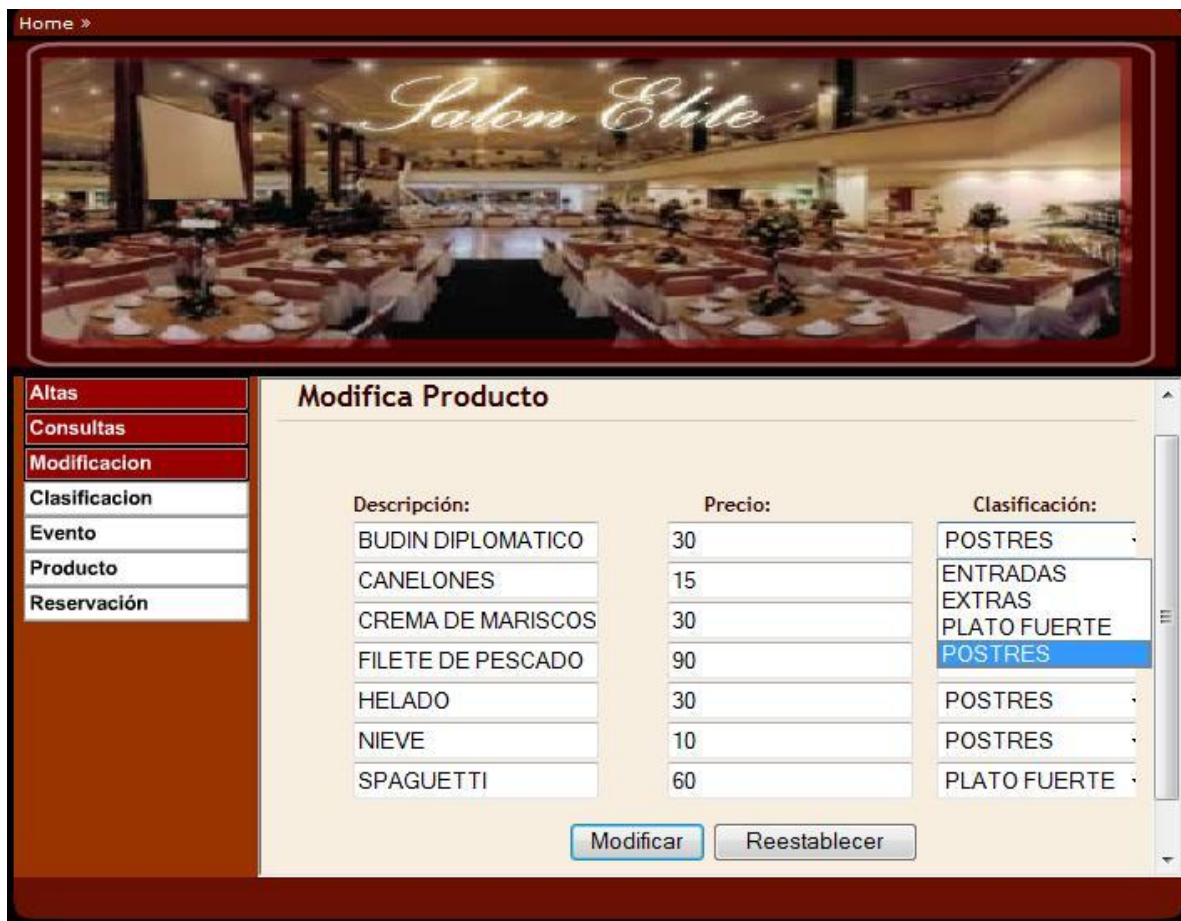 Home »
Salon Elite
Altas
Consultas
Modificacion
Clasificacion
Evento
Producto
Reservación
Modifica Producto
Descripción: Precio: Clasificación:
BUDIN DIPLOMATICO 30 POSTRES
CANELONES 15 ENTRADAS
EXTRAS
CREMA DE MARISCOS 30 PLATO FUERTE
FILETE DE PESCADO 90 POSTRES
HELADO 30 POSTRES
NIEVE 10 POSTRES
SPAGUETTI 60 PLATO FUERTE
Modificar Reestablecer